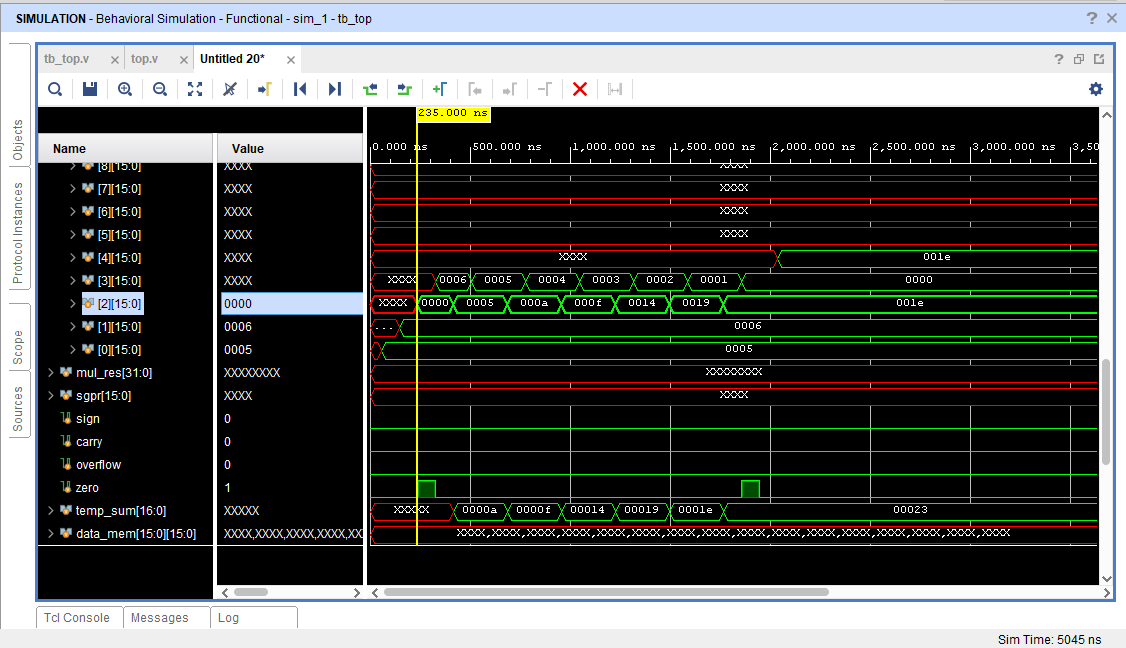 SIMULATION - Behavioral Simulation - Functional - sim_1 - tb_top
tb_top.v
top.v
Untitled 20*
Objects
Protocol Instances
Scope
Sources
Name
Value
235.000 ns
0.000 ns 500.000 ns 1,000.000 ns 1,500.000 ns 2,000.000 ns 2,500.000 ns 3,000.000 ns 3,50
[8][15:0] XXXX XXXX
[7][15:0] XXXX XXXX
[6][15:0] XXXX XXXX
[5][15:0] XXXX XXXX
[4][15:0] XXXX XXXX 001e
[3][15:0] XXXX XXXX 0006 0005 0004 0003 0002 0001 0000
[2][15:0] 0000 XXXX 0000 0005 000a 000f 0014 0019 001e
[1][15:0] 0006 ... 0006
[0][15:0] 0005 0005
mul_res[31:0] XXXXXXXX XXXXXXXX
sgpr[15:0] XXXX XXXX
sign 0
carry 0
overflow 0
zero 1
temp_sum[16:0] XXXXX XXXXX 0000a 0000f 00014 00019 0001e 00023
data_mem[15:0][15:0] XXXX,XXXX,XXXX,XXXX,XX XXXX,XXXX,XXXX,XXXX,XXXX,XXXX,XXXX,XXXX,XXXX,XXXX,XXXX,XXXX,XXXX,XXXX,XXXX,XXXX
Tcl Console
Messages
Log
Sim Time: 5045 ns